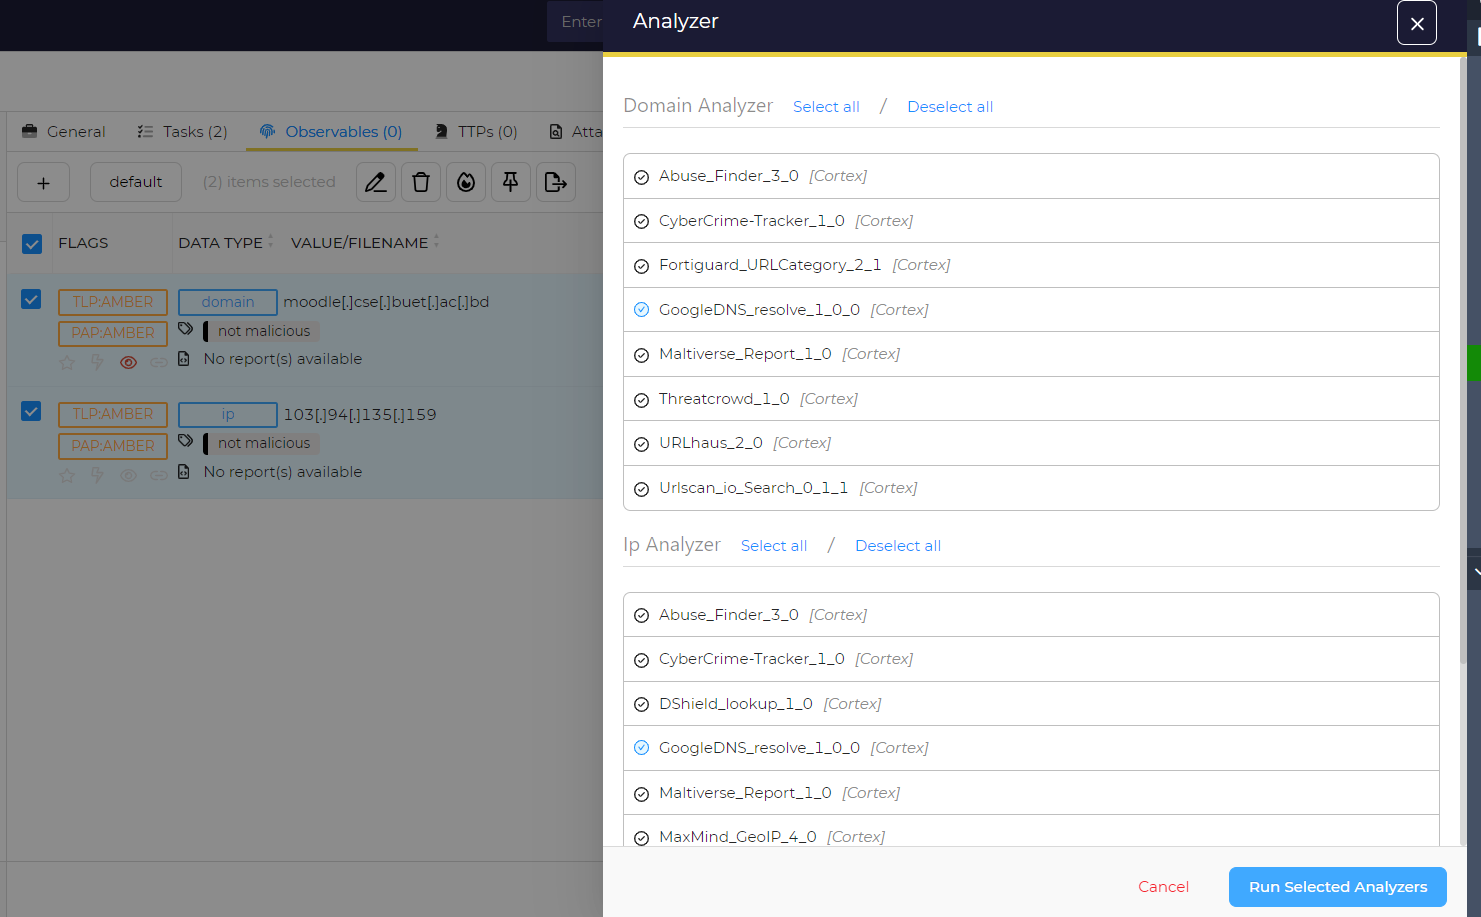 Enter
Analyzer
Domain Analyzer Select all / Deselect all
General Tasks (2) Observables (0) TTPs (0) Atta
+ default (2) items selected
Abuse_Finder_3_0 [Cortex]
CyberCrime-Tracker_1_0 [Cortex]
Fortiguard_URLCategory_2_1 [Cortex]
GoogleDNS_resolve_1_0_0 [Cortex]
Maltiverse_Report_1_0 [Cortex]
Threatcrowd_1_0 [Cortex]
URLhaus_2_0 [Cortex]
Urlscan_io_Search_0_1_1 [Cortex]
FLAGS DATA TYPE VALUE/FILENAME
TLP:AMBER domain moodle[.]cse[.]buet[.]ac[.]bd
PAP:AMBER not malicious
No report(s) available
TLP:AMBER ip 103[.]94[.]135[.]159
PAP:AMBER not malicious
No report(s) available
Ip Analyzer Select all / Deselect all
Abuse_Finder_3_0 [Cortex]
CyberCrime-Tracker_1_0 [Cortex]
DShield_lookup_1_0 [Cortex]
GoogleDNS_resolve_1_0_0 [Cortex]
Maltiverse_Report_1_0 [Cortex]
MaxMind_GeoIP_4_0 [Cortex]
Cancel Run Selected Analyzers